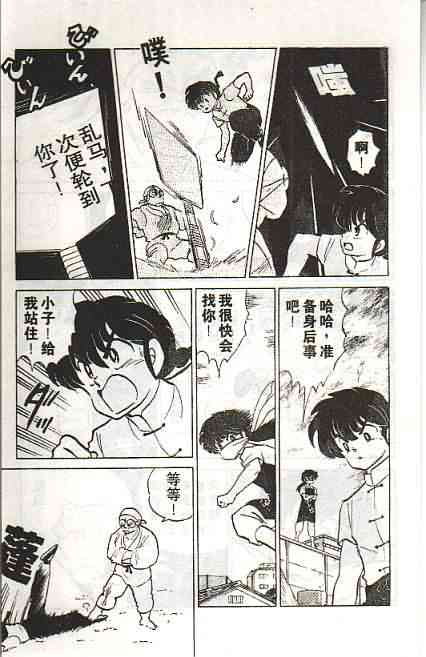 嗤
啊！
噗！
びいん
びいん
乱马，下
次便轮到
你了！
哈哈，准
备身后事
吧！
我很快会
找你！
小子！给
我站住！
等等！